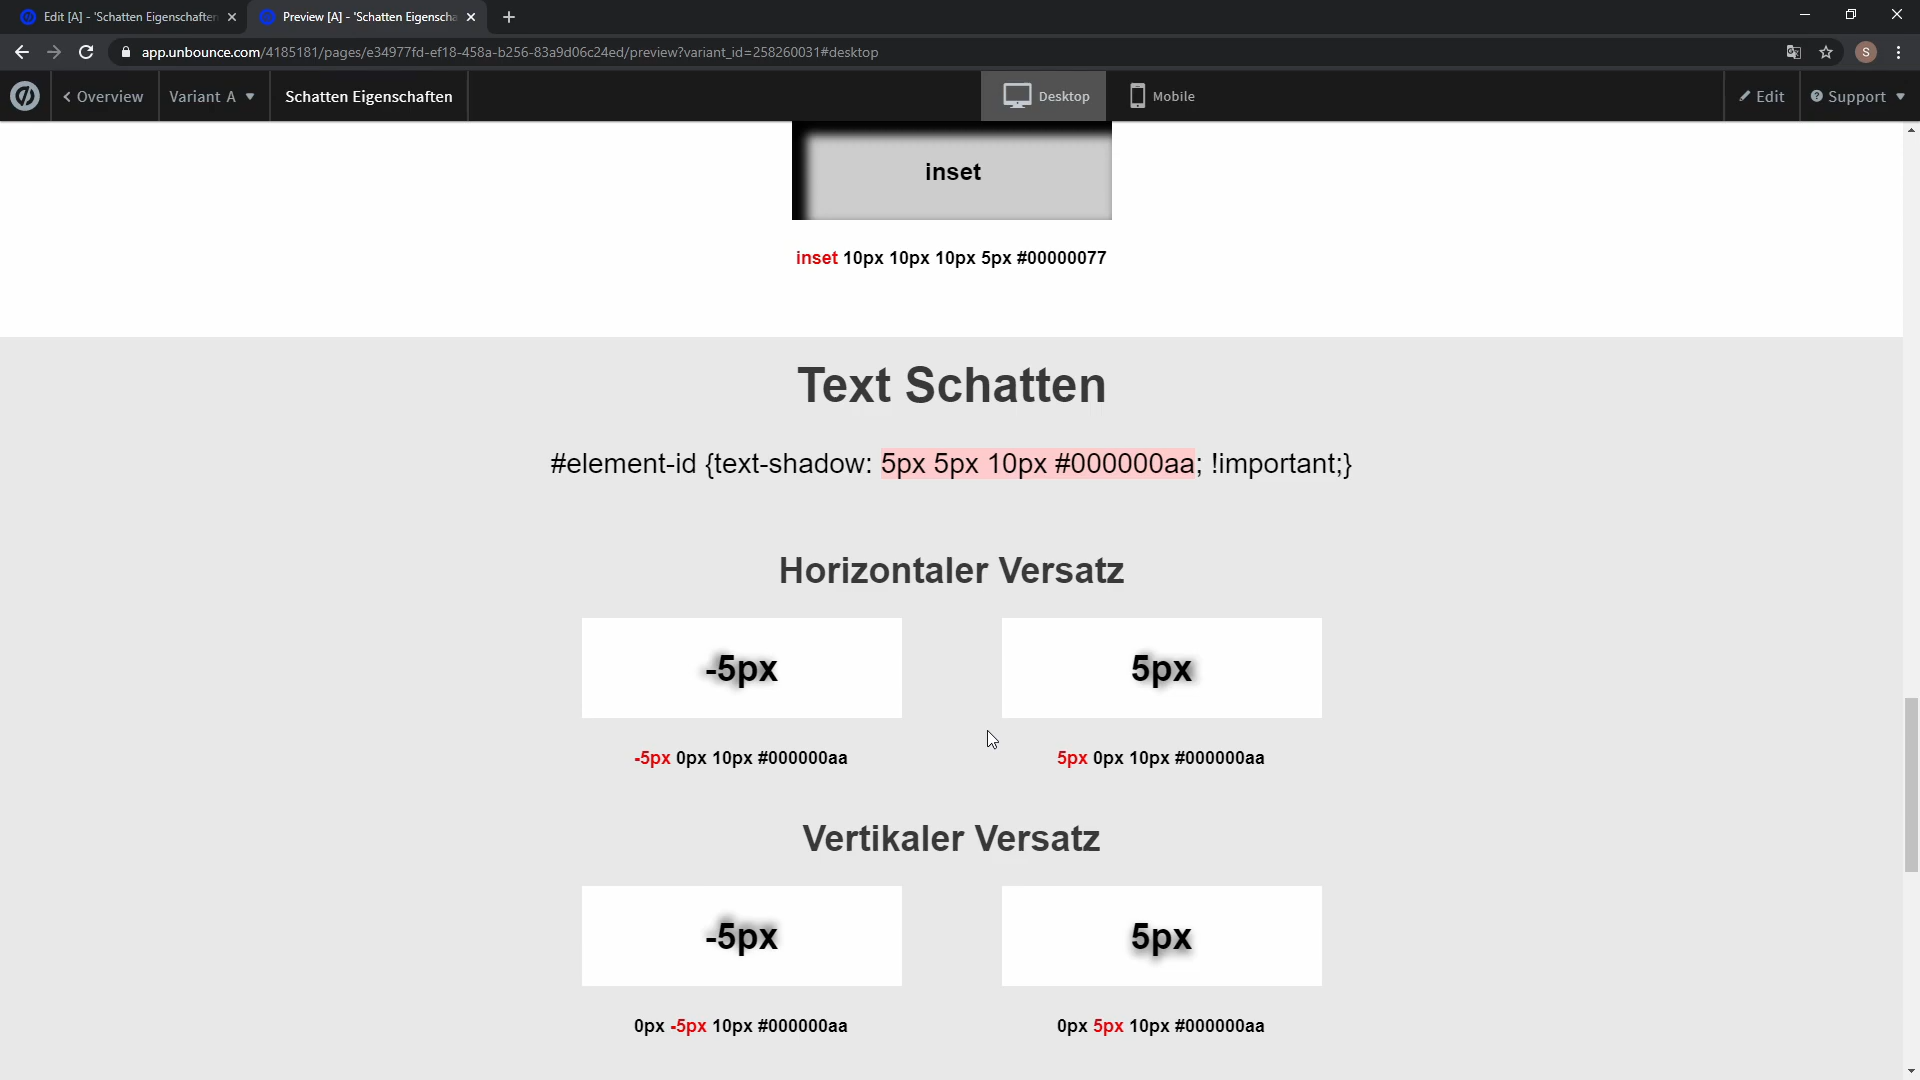 Edit [A] - 'Schatten Eigenschaften
Preview [A] - 'Schatten Eigenscha
app.unbounce.com/4185181/pages/e34977fd-ef18-458a-b256-83a9d06c24ed/preview?variant_id=258260031#desktop
S
Overview
Variant A
Schatten Eigenschaften
Desktop
Mobile
Edit
Support
inset
inset 10px 10px 10px 5px #00000077
Text Schatten
#element-id {text-shadow: 5px 5px 10px #000000aa; !important;}
Horizontaler Versatz
-5px
5px
-5px 0px 10px #000000aa
5px 0px 10px #000000aa
Vertikaler Versatz
-5px
5px
0px -5px 10px #000000aa
0px 5px 10px #000000aa